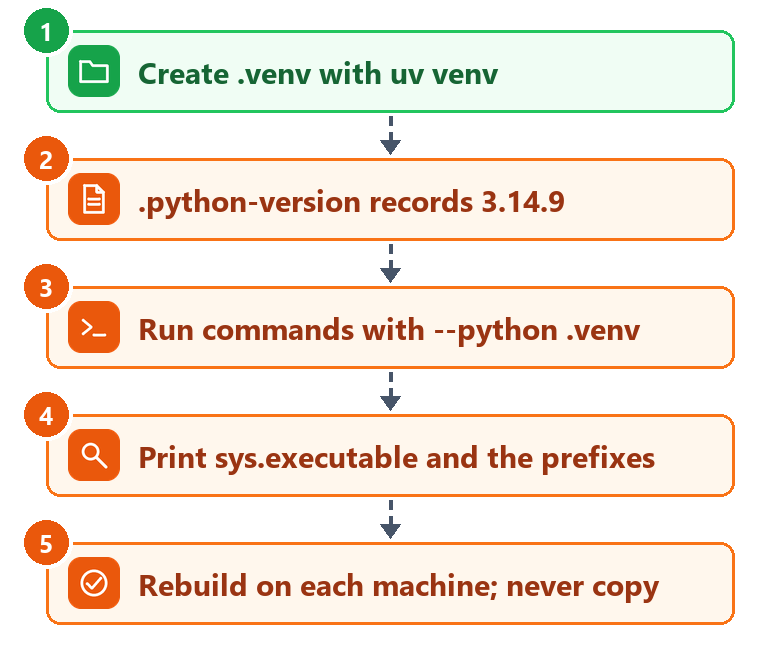 1
Create .venv with uv venv
2
.python-version records 3.14.9
3
Run commands with --python .venv
4
Print sys.executable and the prefixes
5
Rebuild on each machine; never copy